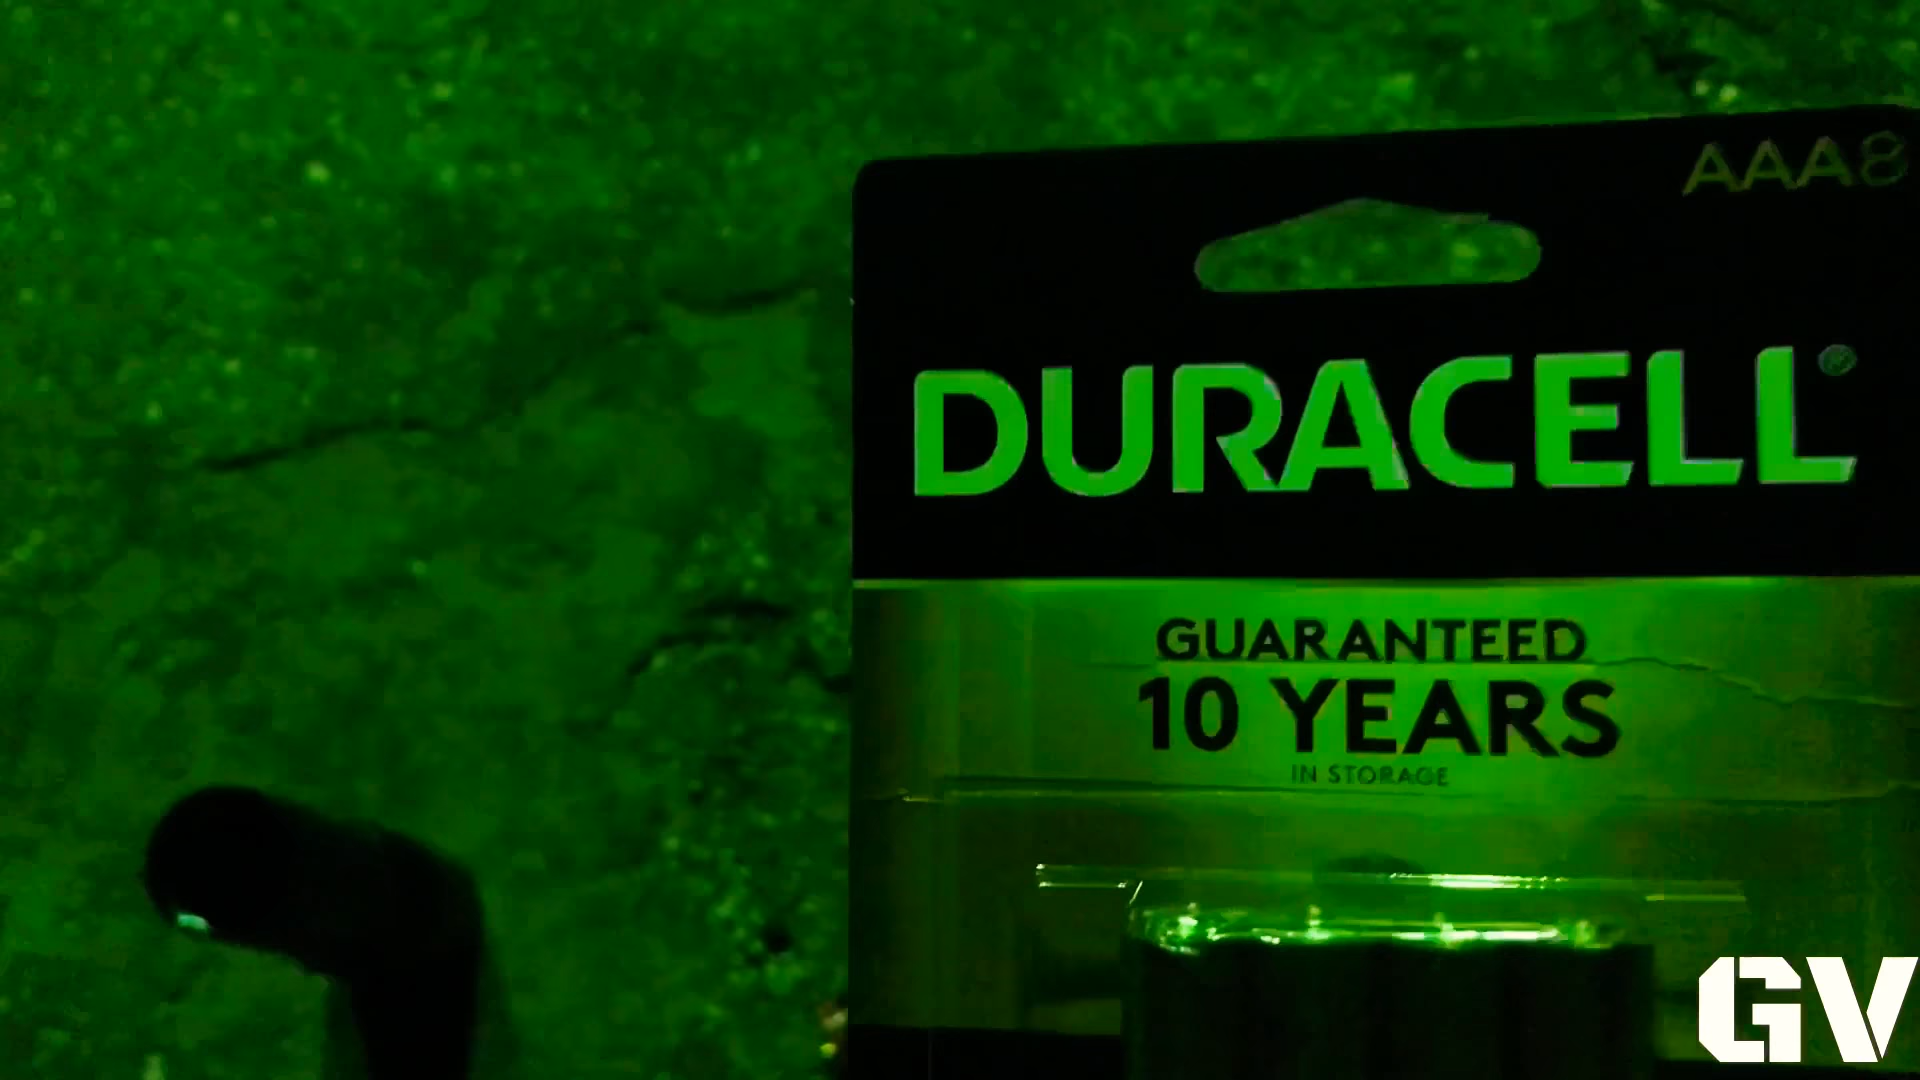 AAA8
DURACELL®
GUARANTEED
10 YEARS
IN STORAGE
GV